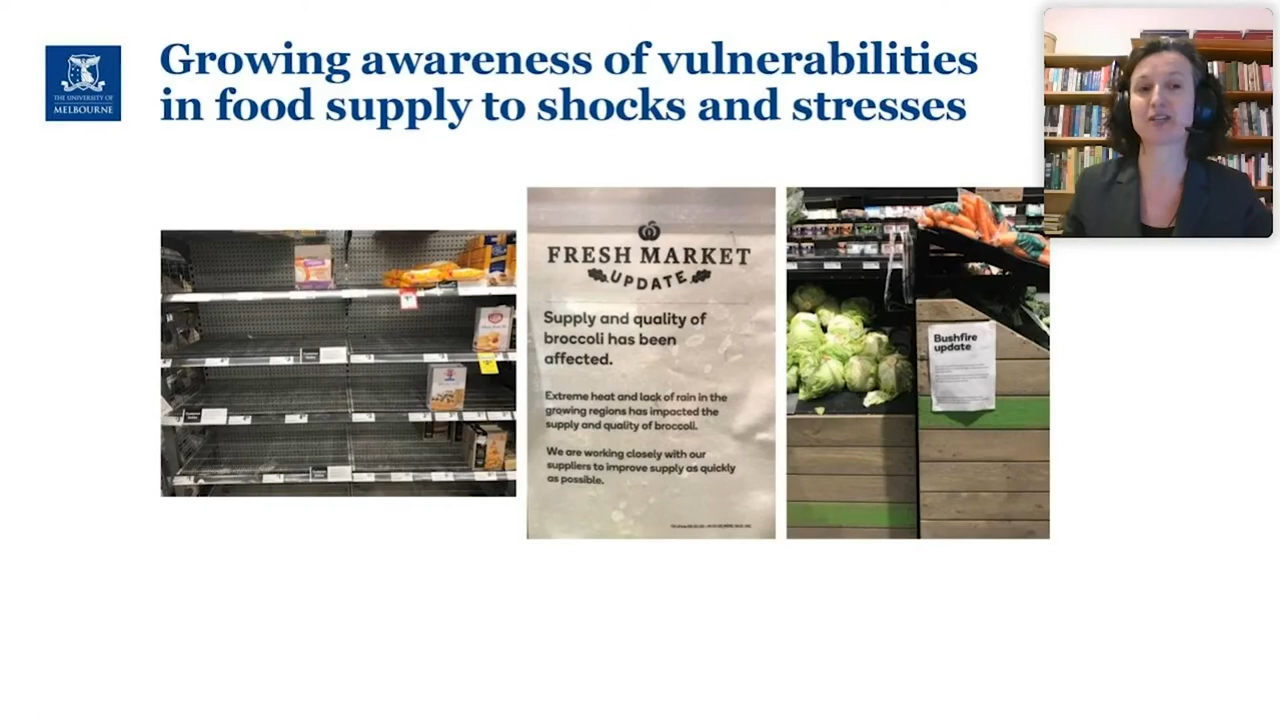 THE UNIVERSITY OF
MELBOURNE
Growing awareness of vulnerabilities
in food supply to shocks and stresses
FRESH MARKET
UPDATE
Supply and quality of
broccoli has been
affected.
Extreme heat and lack of rain in the
growing regions has impacted the
supply and quality of broccoli.
We are working closely with our
suppliers to improve supply as quickly
as possible.
Bushfire
update